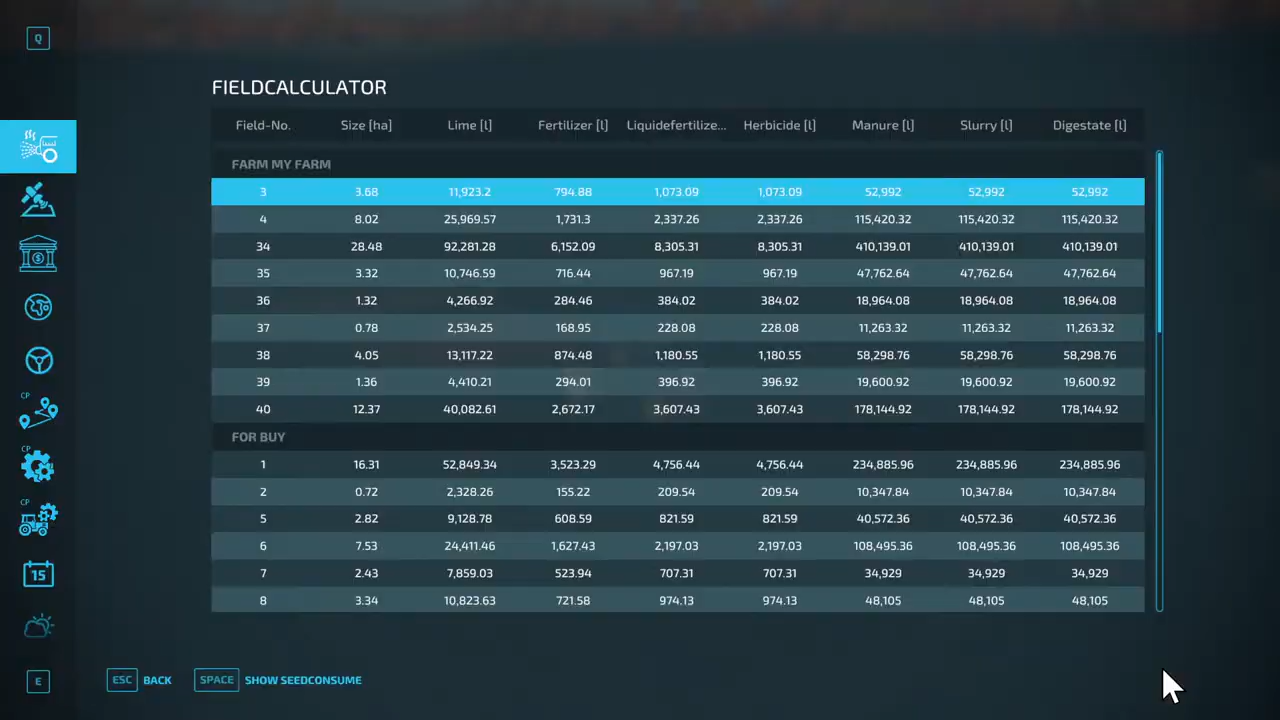 Q
FIELDCALCULATOR
Field-No. Size [ha] Lime [l] Fertilizer [l] Liquidefertilize... Herbicide [l] Manure [l] Slurry [l] Digestate [l]
FARM MY FARM
3 3.68 11,923.2 794.88 1,073.09 1,073.09 52,992 52,992 52,992
4 8.02 25,969.57 1,731.3 2,337.26 2,337.26 115,420.32 115,420.32 115,420.32
34 28.48 92,281.28 6,152.09 8,305.31 8,305.31 410,139.01 410,139.01 410,139.01
35 3.32 10,746.59 716.44 967.19 967.19 47,762.64 47,762.64 47,762.64
36 1.32 4,266.92 284.46 384.02 384.02 18,964.08 18,964.08 18,964.08
37 0.78 2,534.25 168.95 228.08 228.08 11,263.32 11,263.32 11,263.32
38 4.05 13,117.22 874.48 1,180.55 1,180.55 58,298.76 58,298.76 58,298.76
39 1.36 4,410.21 294.01 396.92 396.92 19,600.92 19,600.92 19,600.92
CP
40 12.37 40,082.61 2,672.17 3,607.43 3,607.43 178,144.92 178,144.92 178,144.92
FOR BUY
CP
1 16.31 52,849.34 3,523.29 4,756.44 4,756.44 234,885.96 234,885.96 234,885.96
2 0.72 2,328.26 155.22 209.54 209.54 10,347.84 10,347.84 10,347.84
CP
5 2.82 9,128.78 608.59 821.59 821.59 40,572.36 40,572.36 40,572.36
6 7.53 24,411.46 1,627.43 2,197.03 2,197.03 108,495.36 108,495.36 108,495.36
15
7 2.43 7,859.03 523.94 707.31 707.31 34,929 34,929 34,929
8 3.34 10,823.63 721.58 974.13 974.13 48,105 48,105 48,105
E
ESC BACK SPACE SHOW SEEDCONSUME